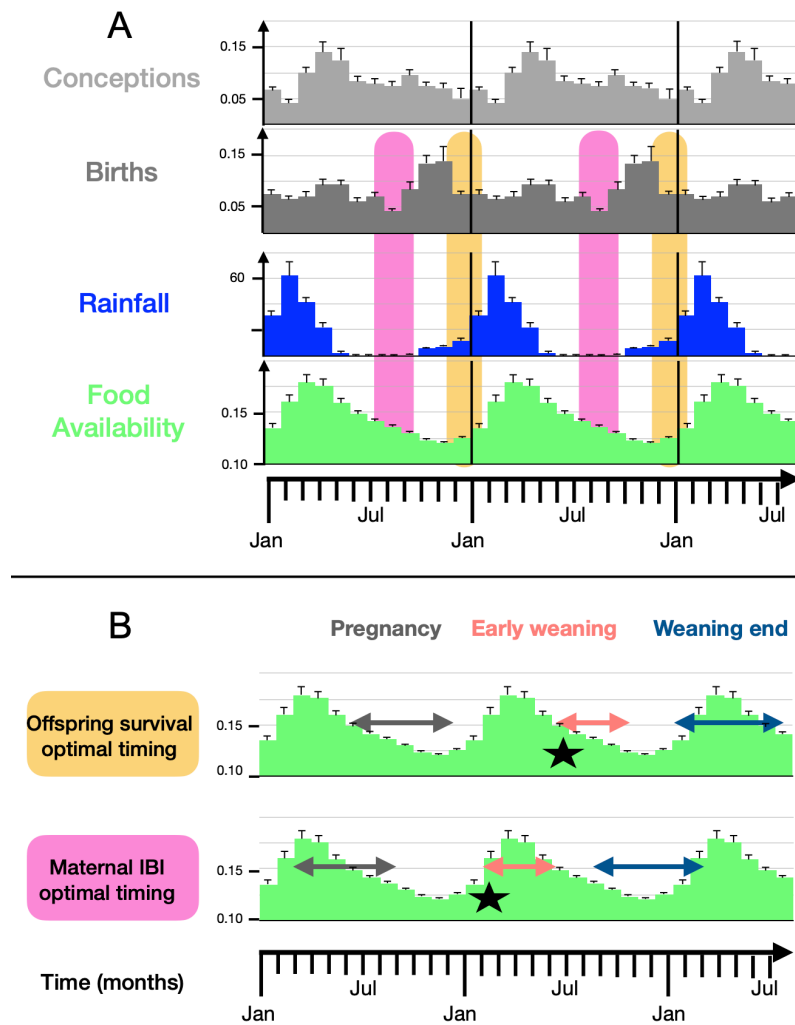 A
Conceptions
0.15
0.05
Births
0.15
0.05
Rainfall
60
Food
Availability
0.15
0.10
Jul
Jul
Jul
Jan
Jan
Jan
B
Pregnancy
Early weaning
Weaning end
Offspring survival
optimal timing
0.15
0.10
Maternal IBI
optimal timing
0.15
0.10
Time (months)
Jul
Jul
Jul
Jan
Jan
Jan